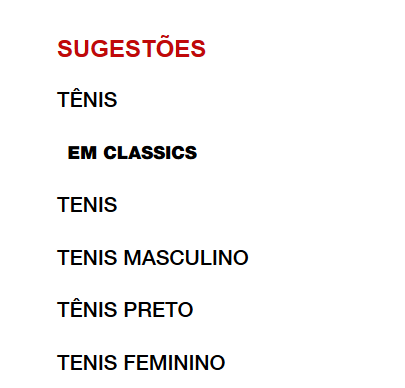 SUGESTÕES
TÊNIS
EM CLASSICS
TENIS
TENIS MASCULINO
TÊNIS PRETO
TENIS FEMININO